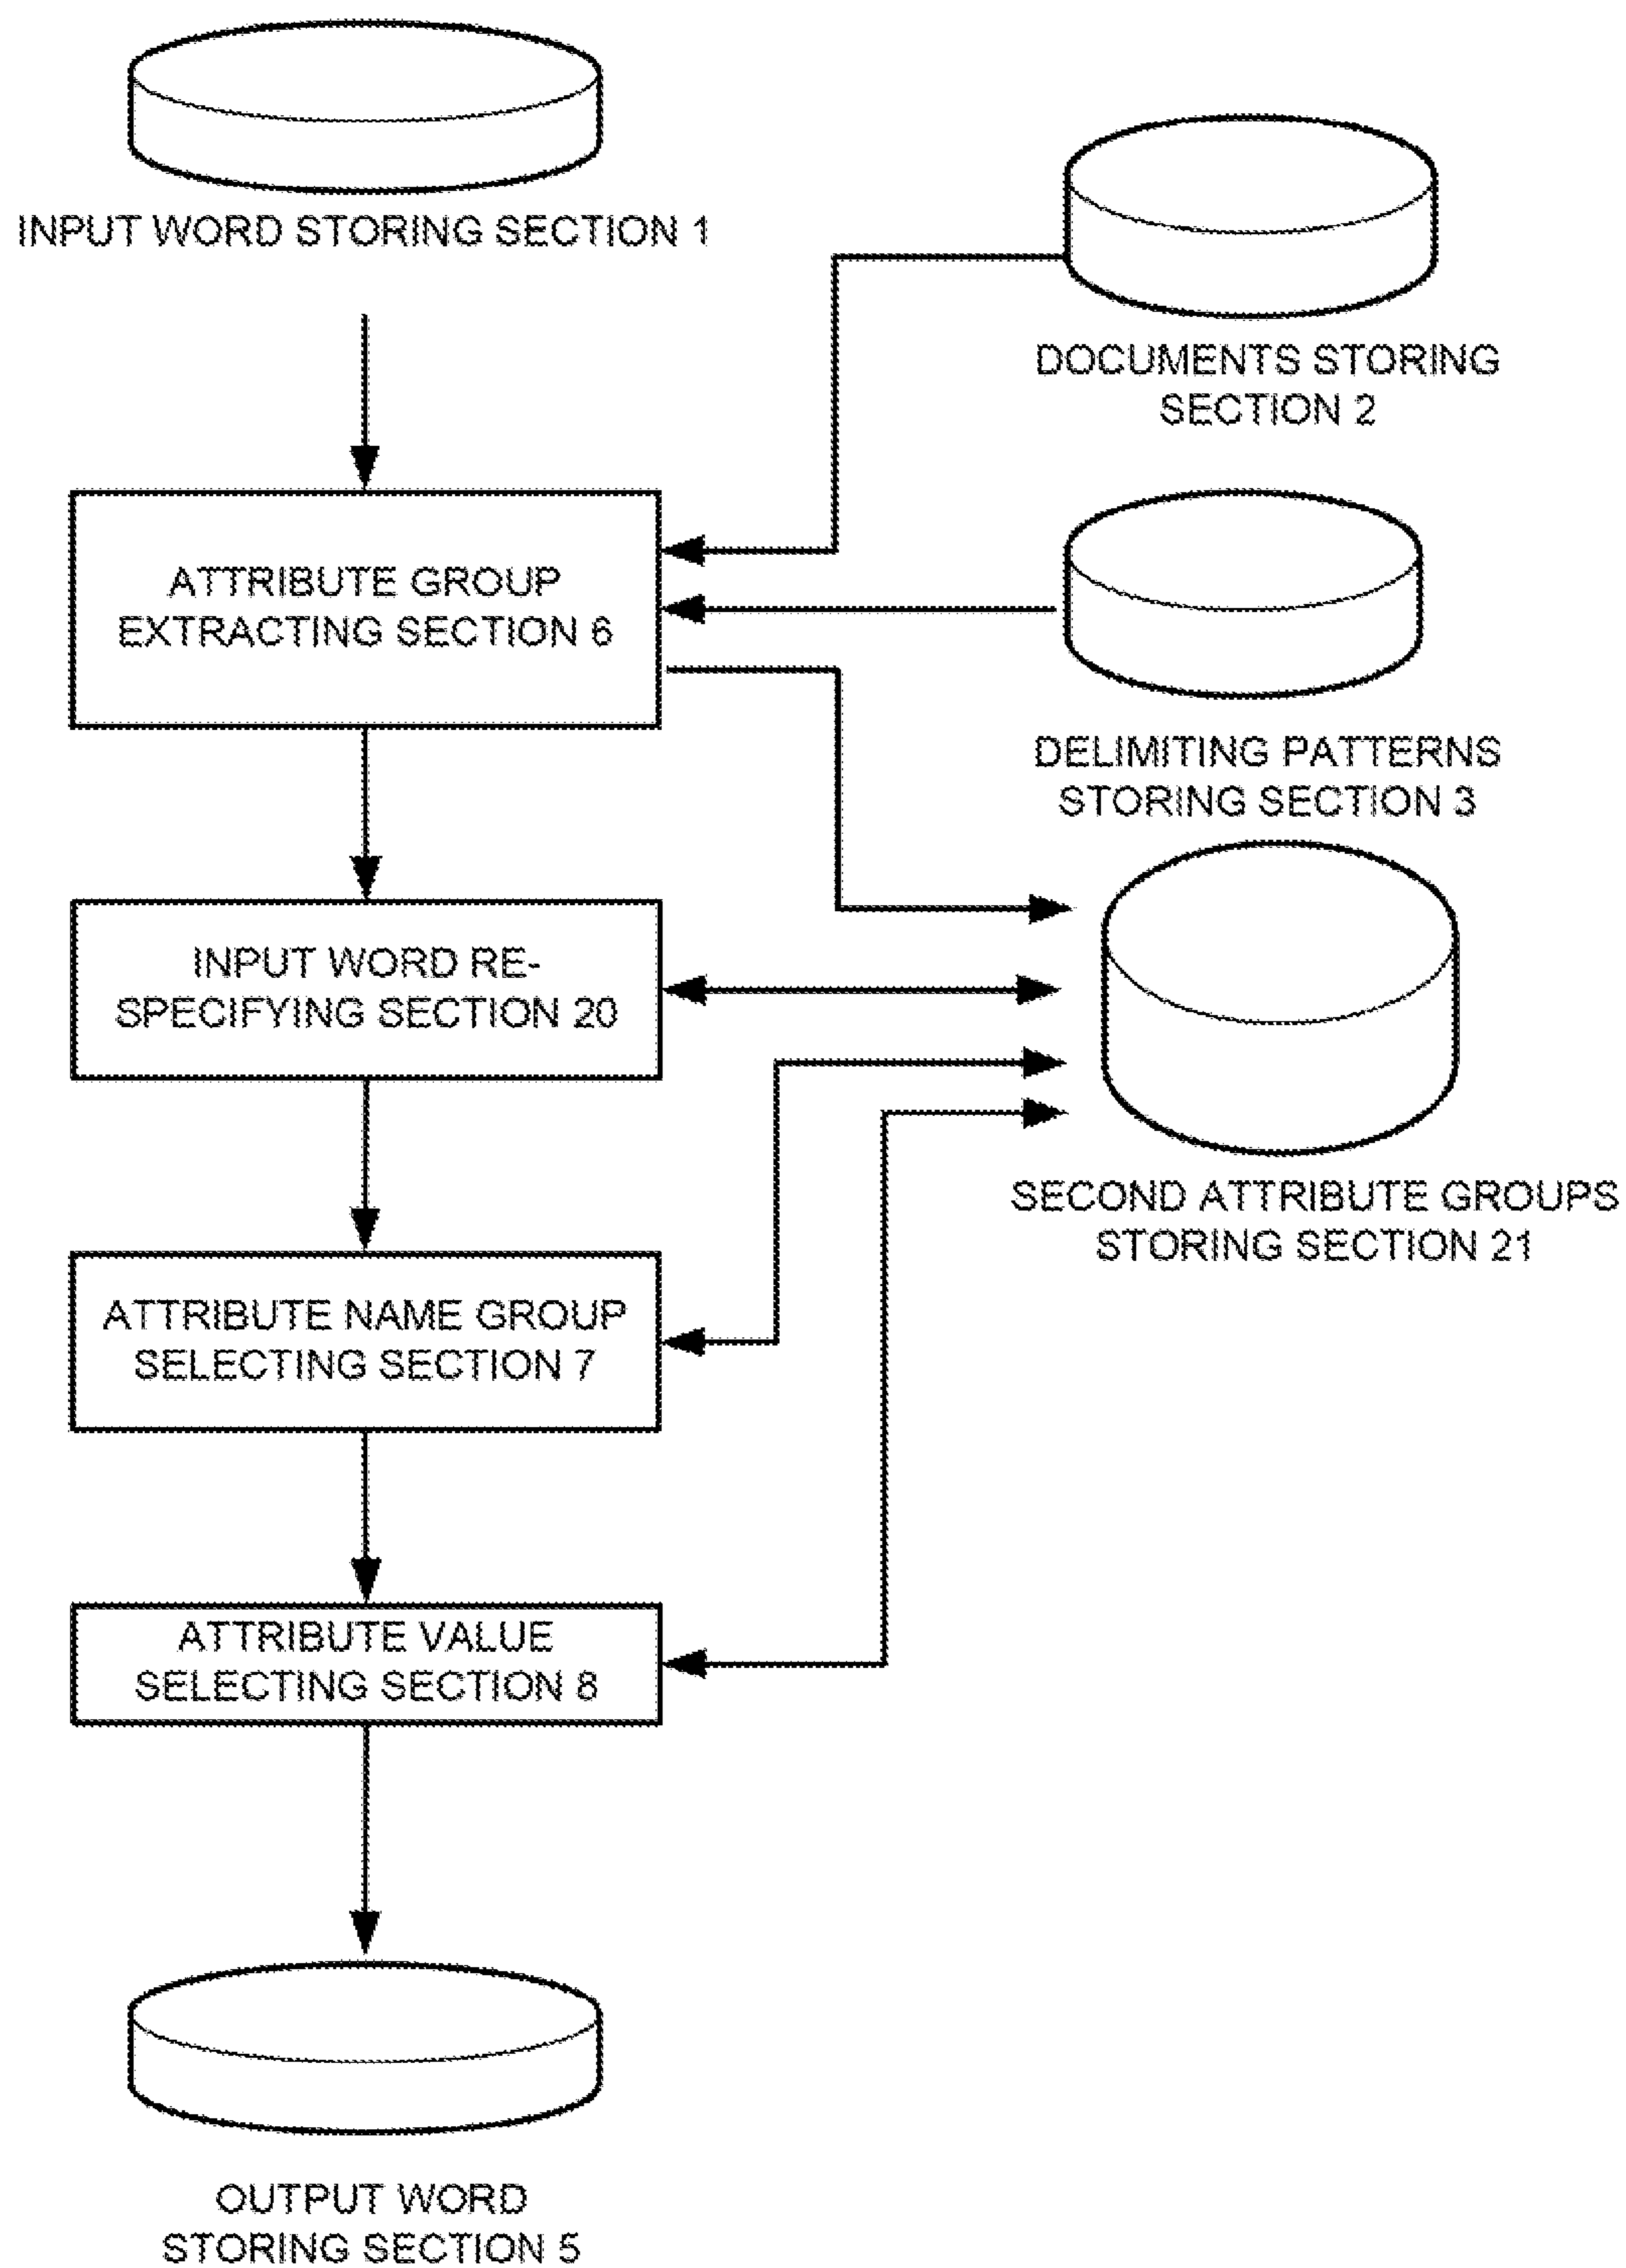 INPUT WORD STORING SECTION 1
DOCUMENTS STORING
SECTION 2
ATTRIBUTE GROUP
EXTRACTING SECTION 6
DELIMITING PATTERNS
STORING SECTION 3
INPUT WORD RE-
SPECIFYING SECTION 20
SECOND ATTRIBUTE GROUPS
STORING SECTION 21
ATTRIBUTE NAME GROUP
SELECTING SECTION 7
ATTRIBUTE VALUE
SELECTING SECTION 8
OUTPUT WORD
STORING SECTION 5